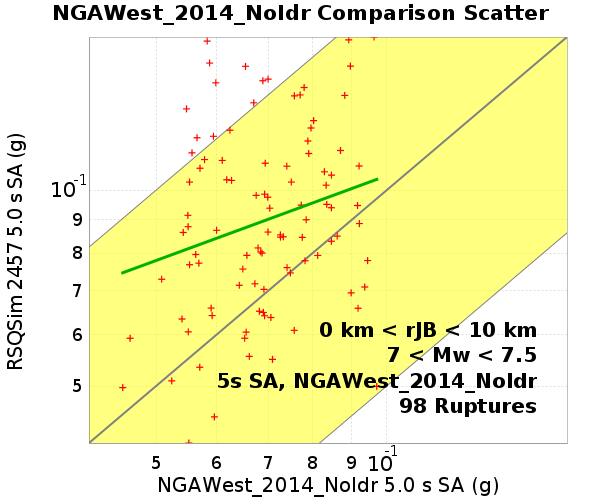 NGAWest_2014_NoIdr Comparison Scatter
RSQSim 2457 5.0 s SA (g)
10-1
9
8
7
6
5
0 km < rJB < 10 km
7 < Mw < 7.5
5s SA, NGAWest_2014_NoIdr
98 Ruptures
5 6 7 8 9 10-1
NGAWest_2014_NoIdr 5.0 s SA (g)